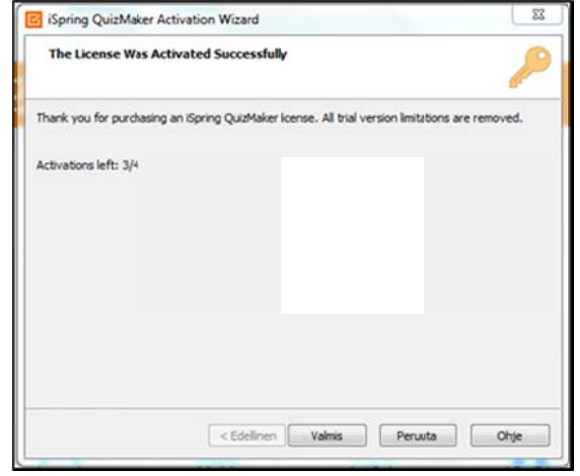 iSpring QuizMaker Activation Wizard
The License Was Activated Successfully
Thank you for purchasing an iSpring QuizMaker license. All trial version limitations are removed.
Activations left: 3/4
< Edellinen Valmis Peruuta Ohje